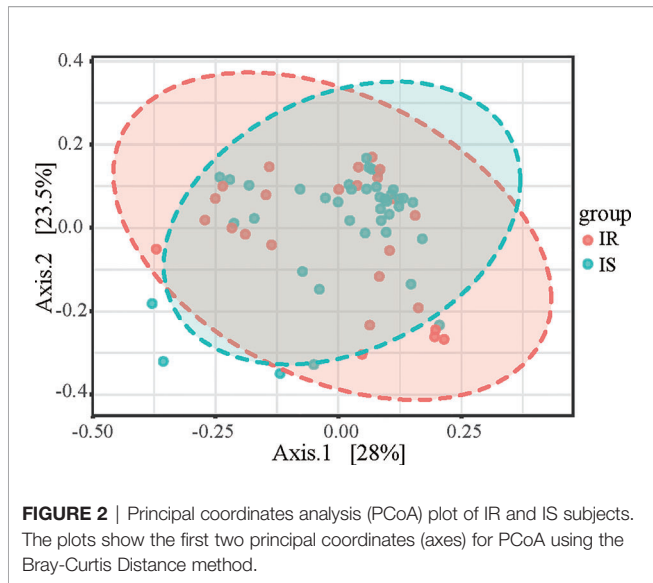 0.4
0.2
0.0
-0.2
-0.4
Axis.2 [23.5%]
-0.50
-0.25
0.00
0.25
Axis.1 [28%]
group
IR
IS
FIGURE 2 | Principal coordinates analysis (PCoA) plot of IR and IS subjects.
The plots show the first two principal coordinates (axes) for PCoA using the
Bray-Curtis Distance method.